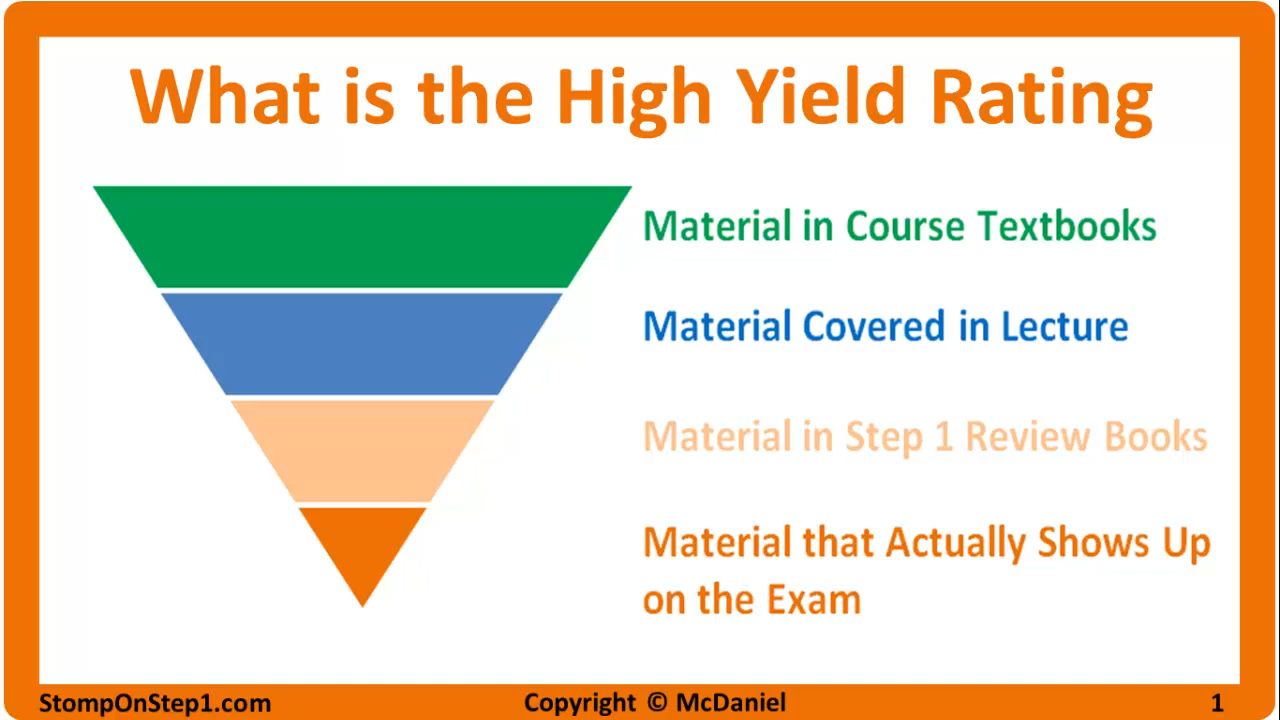 What is the High Yield Rating
Material in Course Textbooks
Material Covered in Lecture
Material in Step 1 Review Books
Material that Actually Shows Up
on the Exam
StompOnStep1.com
Copyright © McDaniel
1